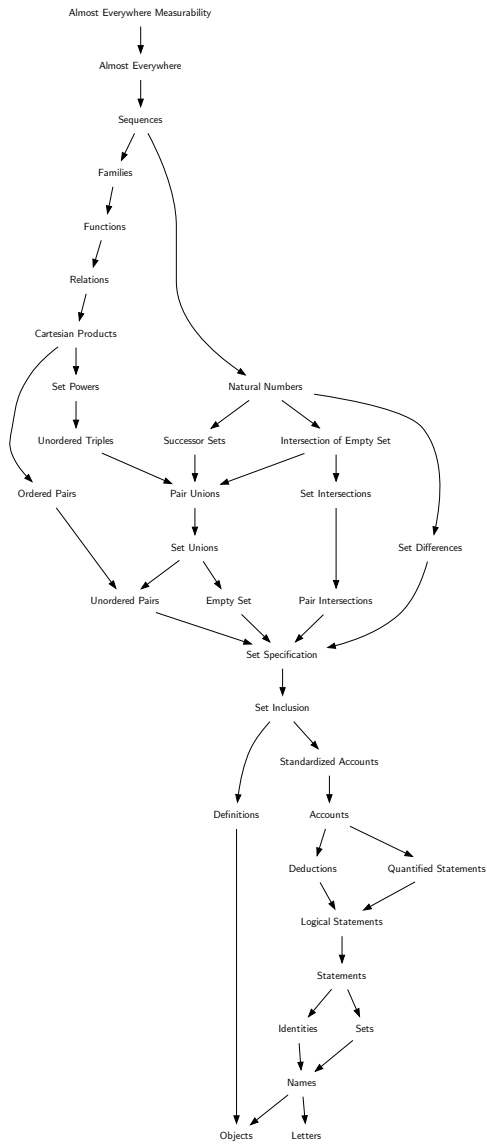 Almost Everywhere Measurability
Almost Everywhere
Sequences
Families
Functions
Relations
Cartesian Products
Set Powers
Natural Numbers
Unordered Triples
Successor Sets
Intersection of Empty Set
Ordered Pairs
Pair Unions
Set Intersections
Set Unions
Set Differences
Unordered Pairs
Empty Set
Pair Intersections
Set Specification
Set Inclusion
Standardized Accounts
Definitions
Accounts
Deductions
Quantified Statements
Logical Statements
Statements
Identities
Sets
Names
Objects
Letters